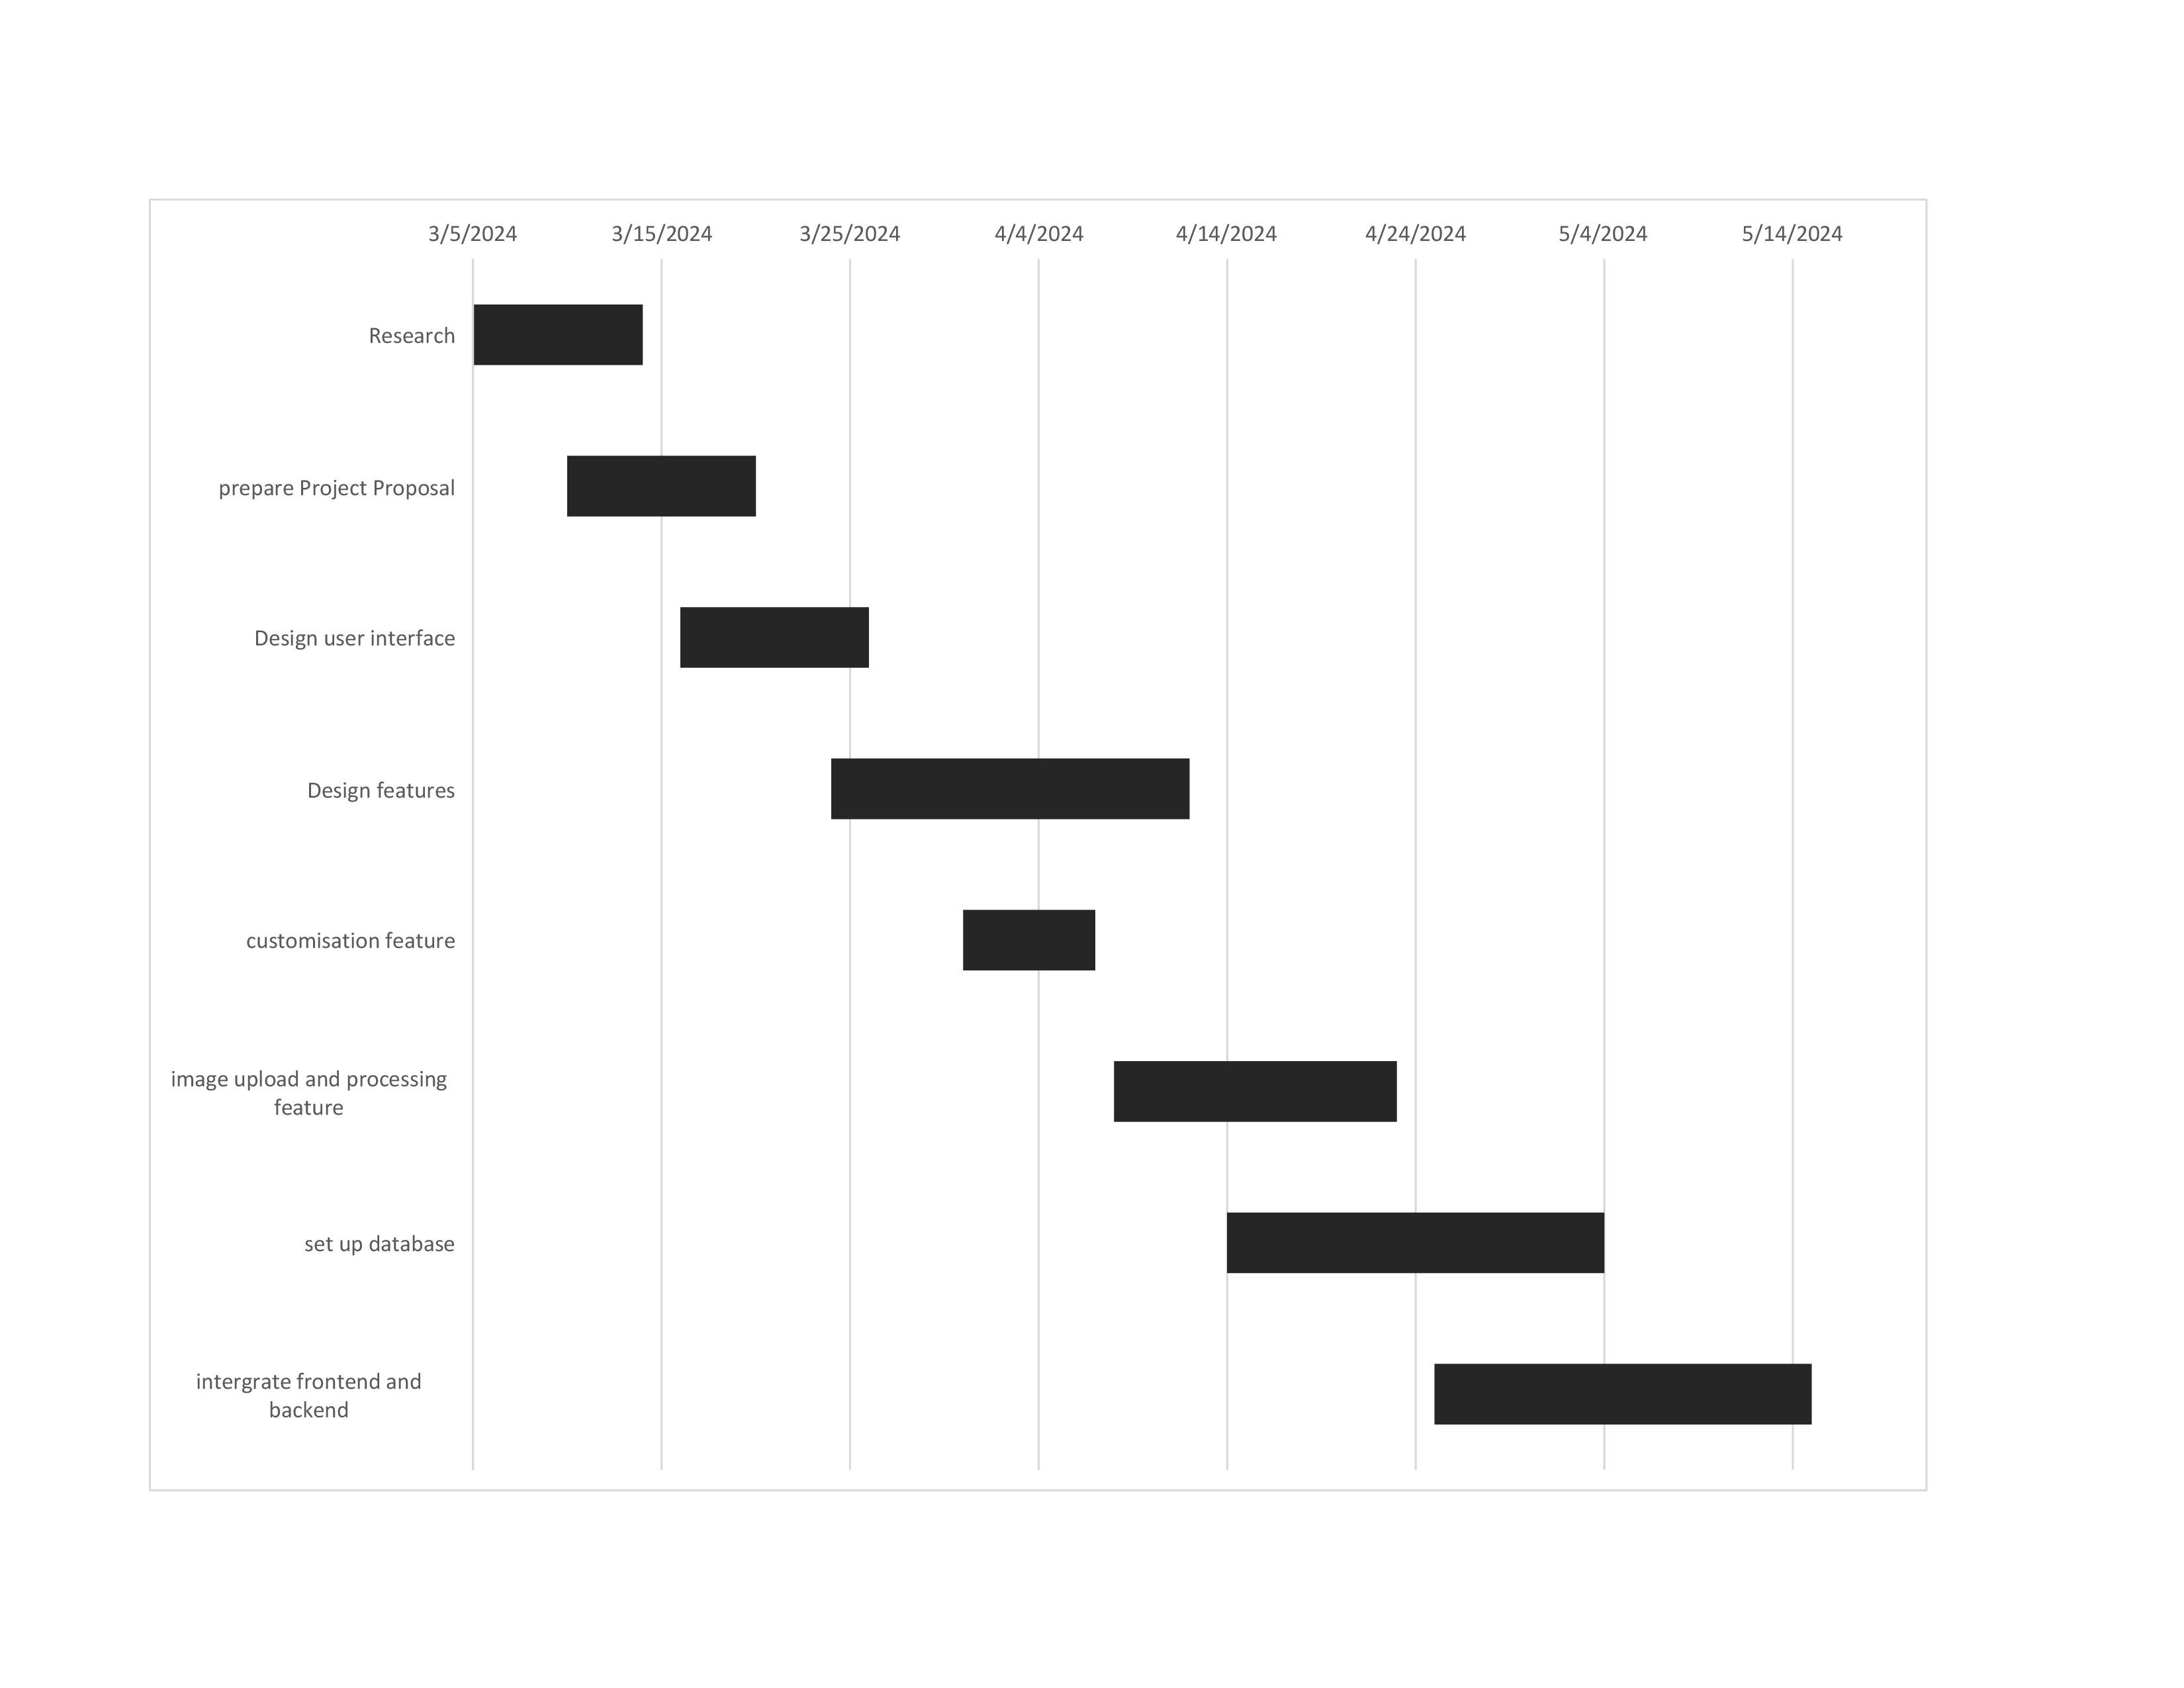 3/5/2024 3/15/2024 3/25/2024 4/4/2024 4/14/2024 4/24/2024 5/4/2024 5/14/2024
Research
prepare Project Proposal
Design user interface
Design features
customisation feature
image upload and processing
feature
set up database
intergrate frontend and
backend